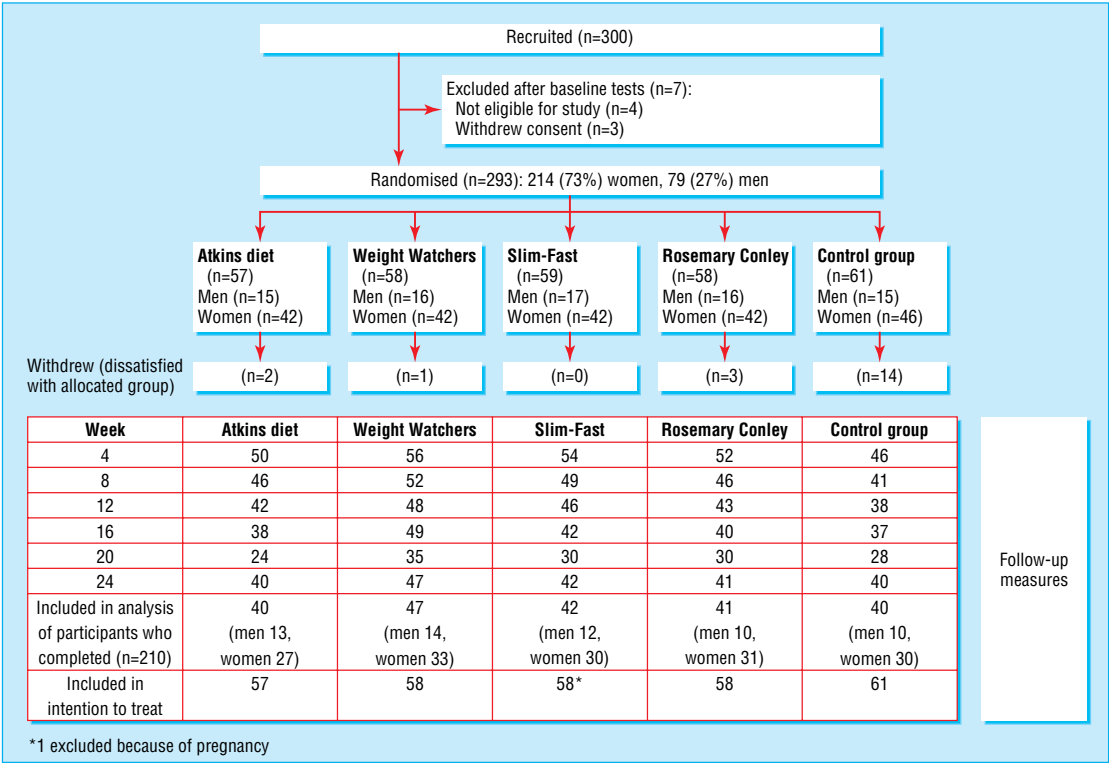 Recruited (n=300)
Excluded after baseline tests (n=7):
Not eligible for study (n=4)
Withdrew consent (n=3)
Randomised (n=293): 214 (73%) women, 79 (27%) men
Atkins diet
(n=57)
Men (n=15)
Women (n=42)
Weight Watchers
(n=58)
Men (n=16)
Women (n=42)
Slim-Fast
(n=59)
Men (n=17)
Women (n=42)
Rosemary Conley
(n=58)
Men (n=16)
Women (n=42)
Control group
(n=61)
Men (n=15)
Women (n=46)
Withdrew (dissatisfied
with allocated group)
(n=2)
(n=1)
(n=0)
(n=3)
(n=14)
Week Atkins diet Weight Watchers Slim-Fast Rosemary Conley Control group
4 50 56 54 52 46
8 46 52 49 46 41
12 42 48 46 43 38
16 38 49 42 40 37
20 24 35 30 30 28
24 40 47 42 41 40
Included in analysis 40 47 42 41 40
of participants who (men 13, (men 14, (men 12, (men 10, (men 10,
completed (n=210) women 27) women 33) women 30) women 31) women 30)
Included in 57 58 58* 58 61
intention to treat
Follow-up
measures
*1 excluded because of pregnancy